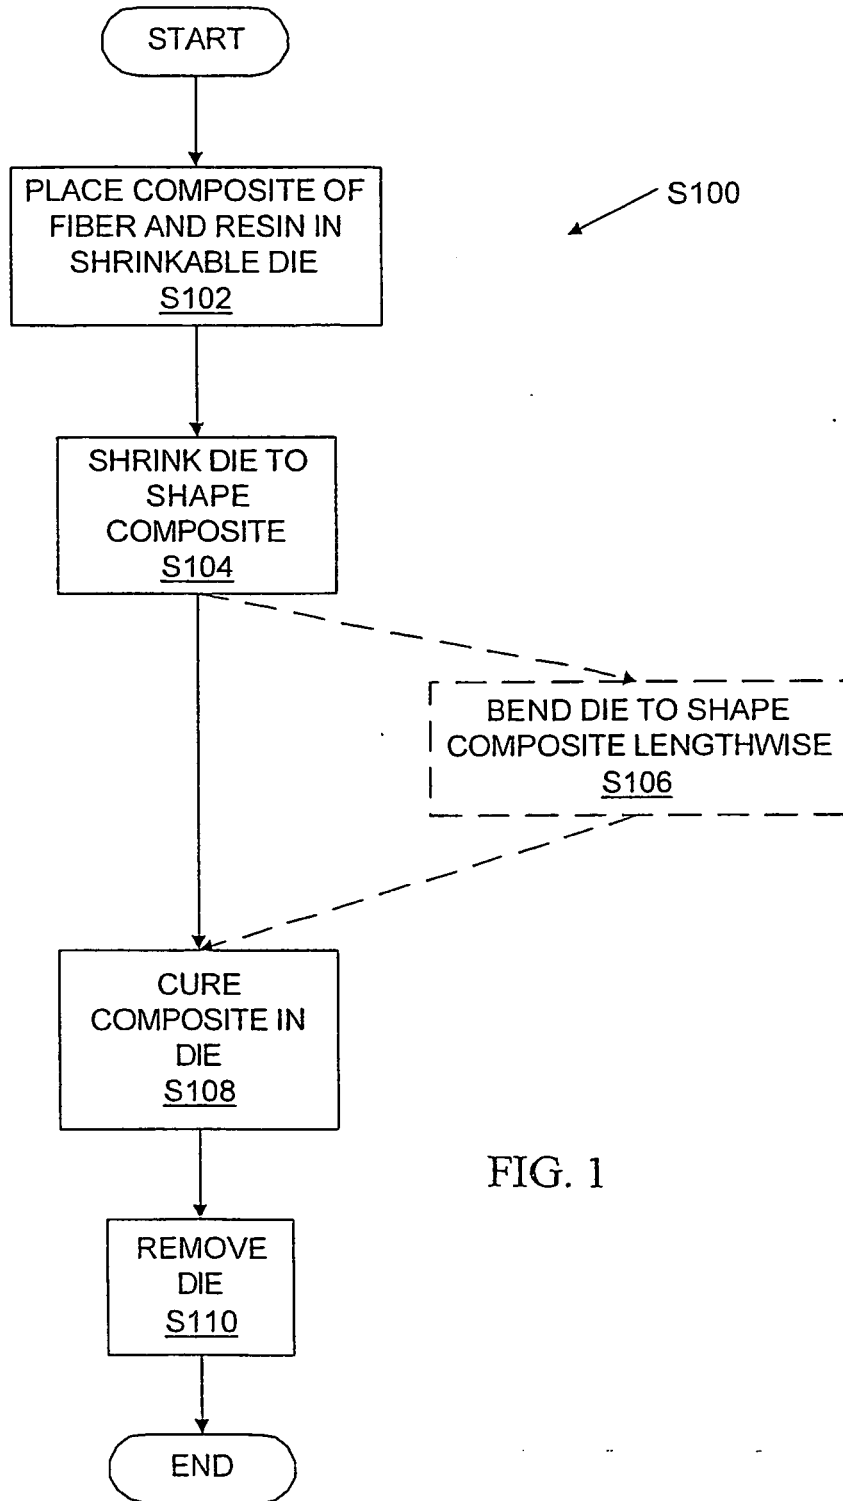 START
PLACE COMPOSITE OF
FIBER AND RESIN IN
SHRINKABLE DIE
S102
S100
SHRINK DIE TO
SHAPE
COMPOSITE
S104
BEND DIE TO SHAPE
COMPOSITE LENGTHWISE
S106
CURE
COMPOSITE IN
DIE
S108
FIG. 1
REMOVE
DIE
S110
END